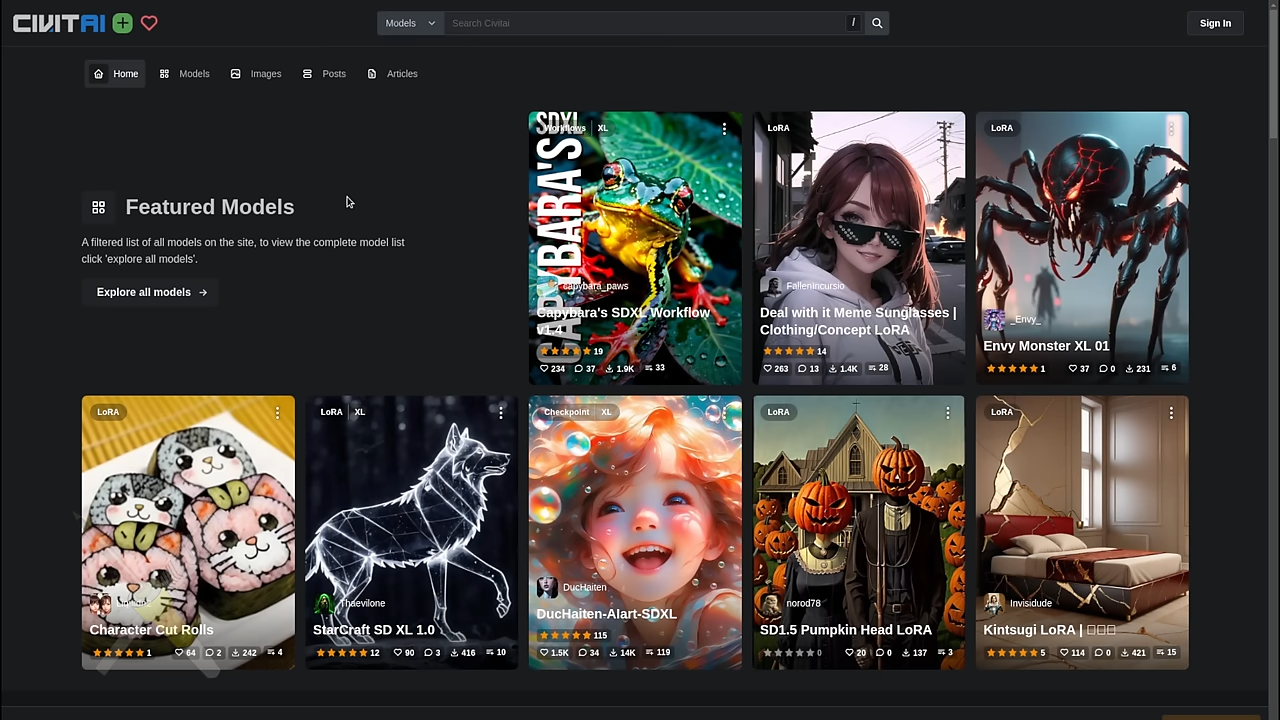 CIVITAI
Models
Search Civitai
/
Sign In
Home
Models
Images
Posts
Articles
Featured Models
A filtered list of all models on the site, to view the complete model list
click 'explore all models'.
Explore all models
Workflows XL
SDXL
CAPYBARA'S
capybara_paws
Capybara's SDXL Workflow
v1.4
19
234 37 1.9K 33
LoRA
FallenIncursio
Deal with it Meme Sunglasses |
Clothing/Concept LoRA
14
263 13 1.4K 28
LoRA
_Envy_
Envy Monster XL 01
1 37 0 231 6
LoRA
Character Cut Rolls
1 64 2 242 4
LoRA XL
Thaevilone
StarCraft SD XL 1.0
12 90 3 416 10
Checkpoint XL
DucHaiten
DucHaiten-AIart-SDXL
115
1.5K 34 14K 119
LoRA
norod78
SD1.5 Pumpkin Head LoRA
0 20 0 137 3
LoRA
Invisidude
Kintsugi LoRA |
5 114 0 421 15